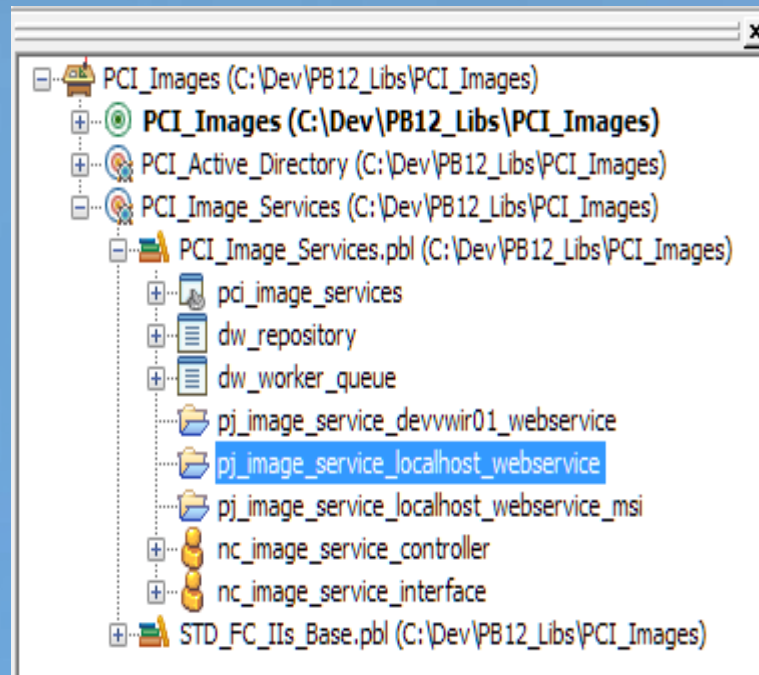 PCI_Images (C:\Dev\PB12_Libs\PCI_Images)
PCI_Images (C:\Dev\PB12_Libs\PCI_Images)
PCI_Active_Directory (C:\Dev\PB12_Libs\PCI_Images)
PCI_Image_Services (C:\Dev\PB12_Libs\PCI_Images)
PCI_Image_Services.pbl (C:\Dev\PB12_Libs\PCI_Images)
pci_image_services
dw_repository
dw_worker_queue
pj_image_service_devvwir01_webservice
pj_image_service_localhost_webservice
pj_image_service_localhost_webservice_msi
nc_image_service_controller
nc_image_service_interface
STD_FC_IIs_Base.pbl (C:\Dev\PB12_Libs\PCI_Images)